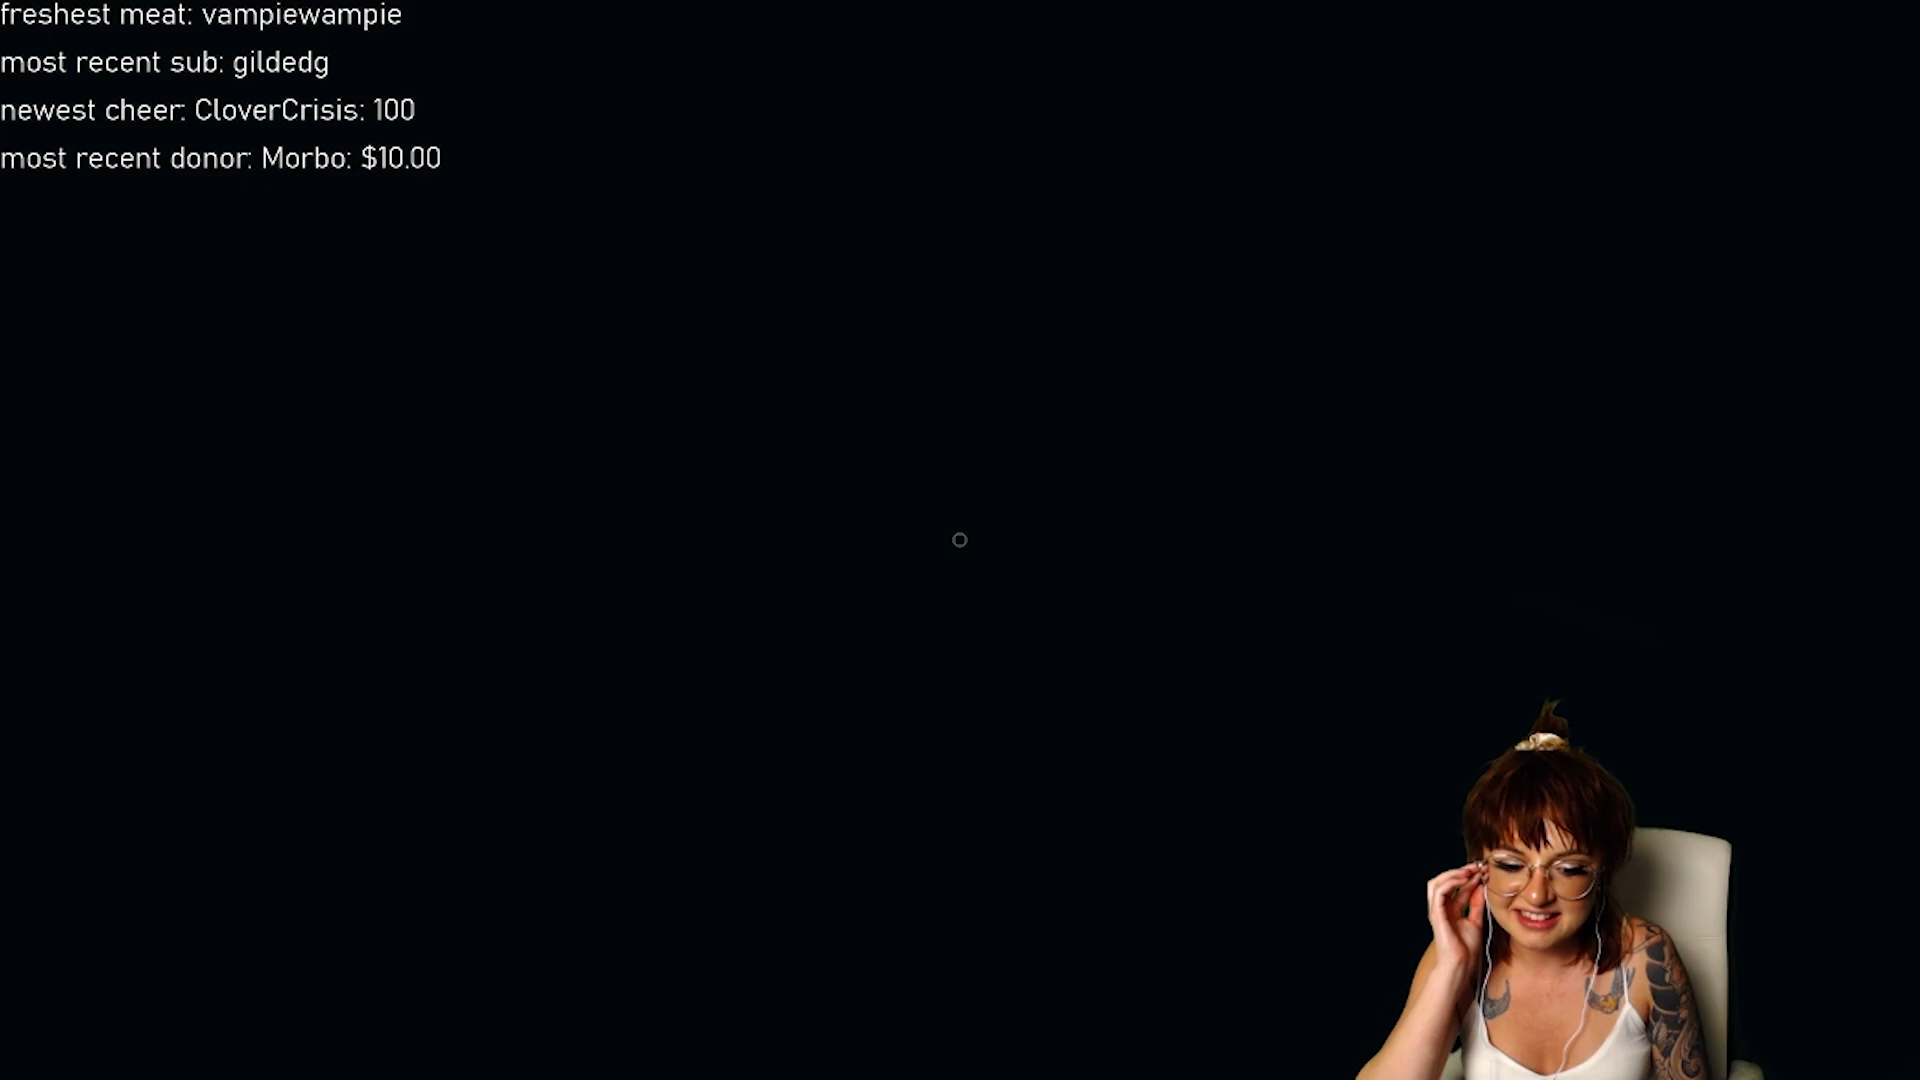 freshest meat: vampiewampie
most recent sub: gildedg
newest cheer: CloverCrisis: 100
most recent donor: Morbo: $10.00